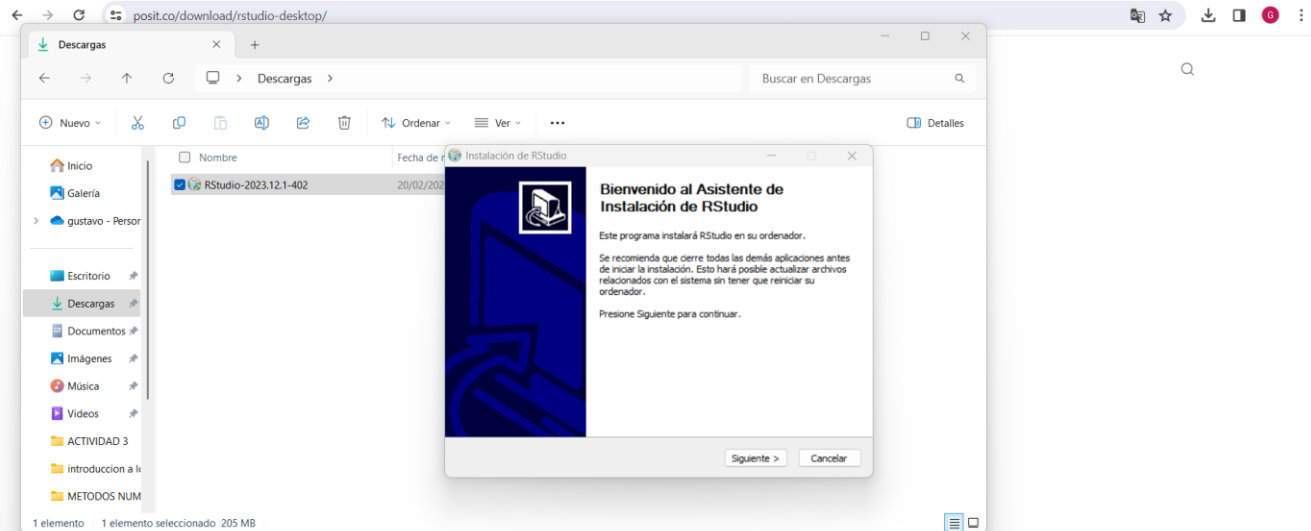 posit.co/download/rstudio-desktop/
G
Descargas
Descargas
Buscar en Descargas
Nuevo
Ordenar
Ver
Detalles
Inicio
Galería
gustavo - Person
Escritorio
Descargas
Documentos
Imágenes
Música
Videos
ACTIVIDAD 3
introduccion a lo
METODOS NUM
Nombre
Fecha de
RStudio-2023.12.1-402
20/02/202
Instalación de RStudio
Bienvenido al Asistente de
Instalación de RStudio
Este programa instalará RStudio en su ordenador.
Se recomienda que cierre todas las demás aplicaciones antes
de iniciar la instalación. Esto hará posible actualizar archivos
relacionados con el sistema sin tener que reiniciar su
ordenador.
Presione Siguiente para continuar.
Siguiente >
Cancelar
1 elemento
1 elemento seleccionado 205 MB